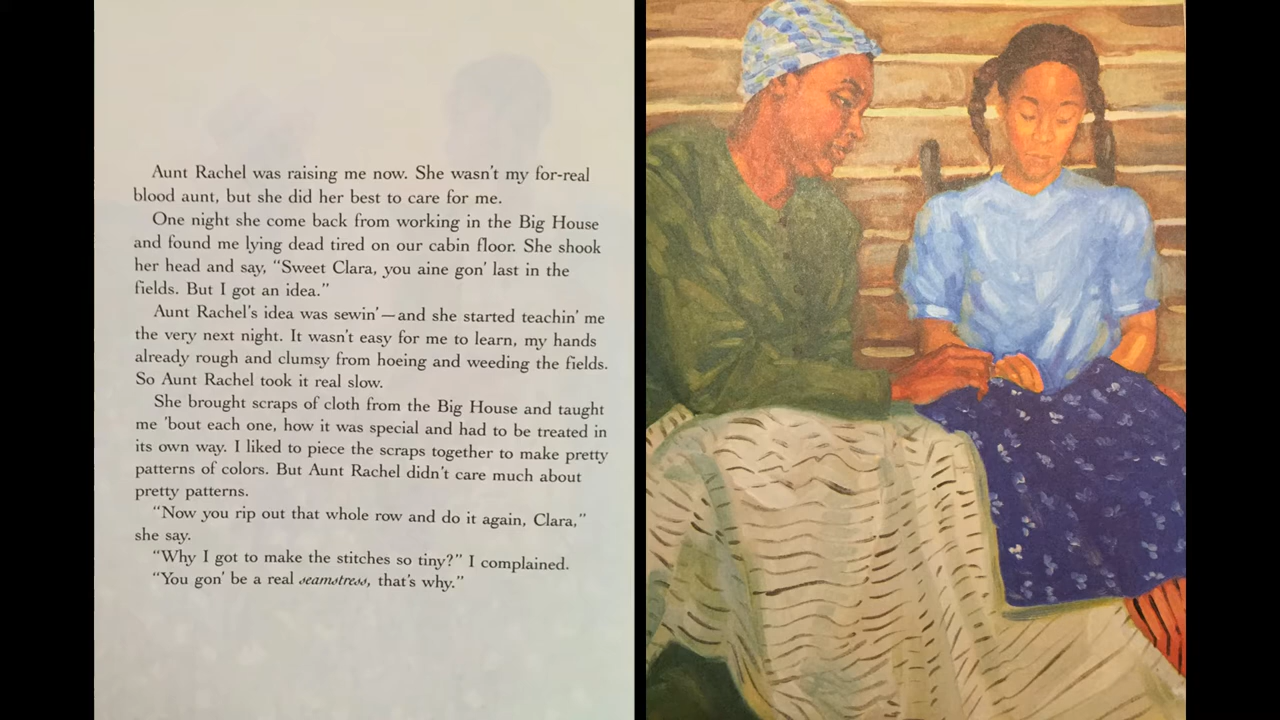 Aunt Rachel was raising me now. She wasn't my for-real
blood aunt, but she did her best to care for me.
One night she come back from working in the Big House
and found me lying dead tired on our cabin floor. She shook
her head and say, "Sweet Clara, you aine gon' last in the
fields. But I got an idea."
Aunt Rachel's idea was sewin'—and she started teachin' me
the very next night. It wasn't easy for me to learn, my hands
already rough and clumsy from hoeing and weeding the fields.
So Aunt Rachel took it real slow.
She brought scraps of cloth from the Big House and taught
me 'bout each one, how it was special and had to be treated in
its own way. I liked to piece the scraps together to make pretty
patterns of colors. But Aunt Rachel didn't care much about
pretty patterns.
"Now you rip out that whole row and do it again, Clara,"
she say.
"Why I got to make the stitches so tiny?" I complained.
"You gon' be a real seamstress, that's why."